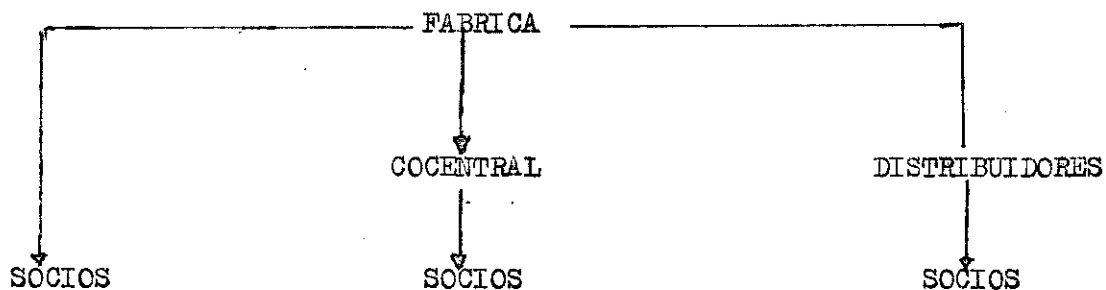 FABRICA
COCENTRAL DISTRIBUIDORES
SOCIOS SOCIOS SOCIOS